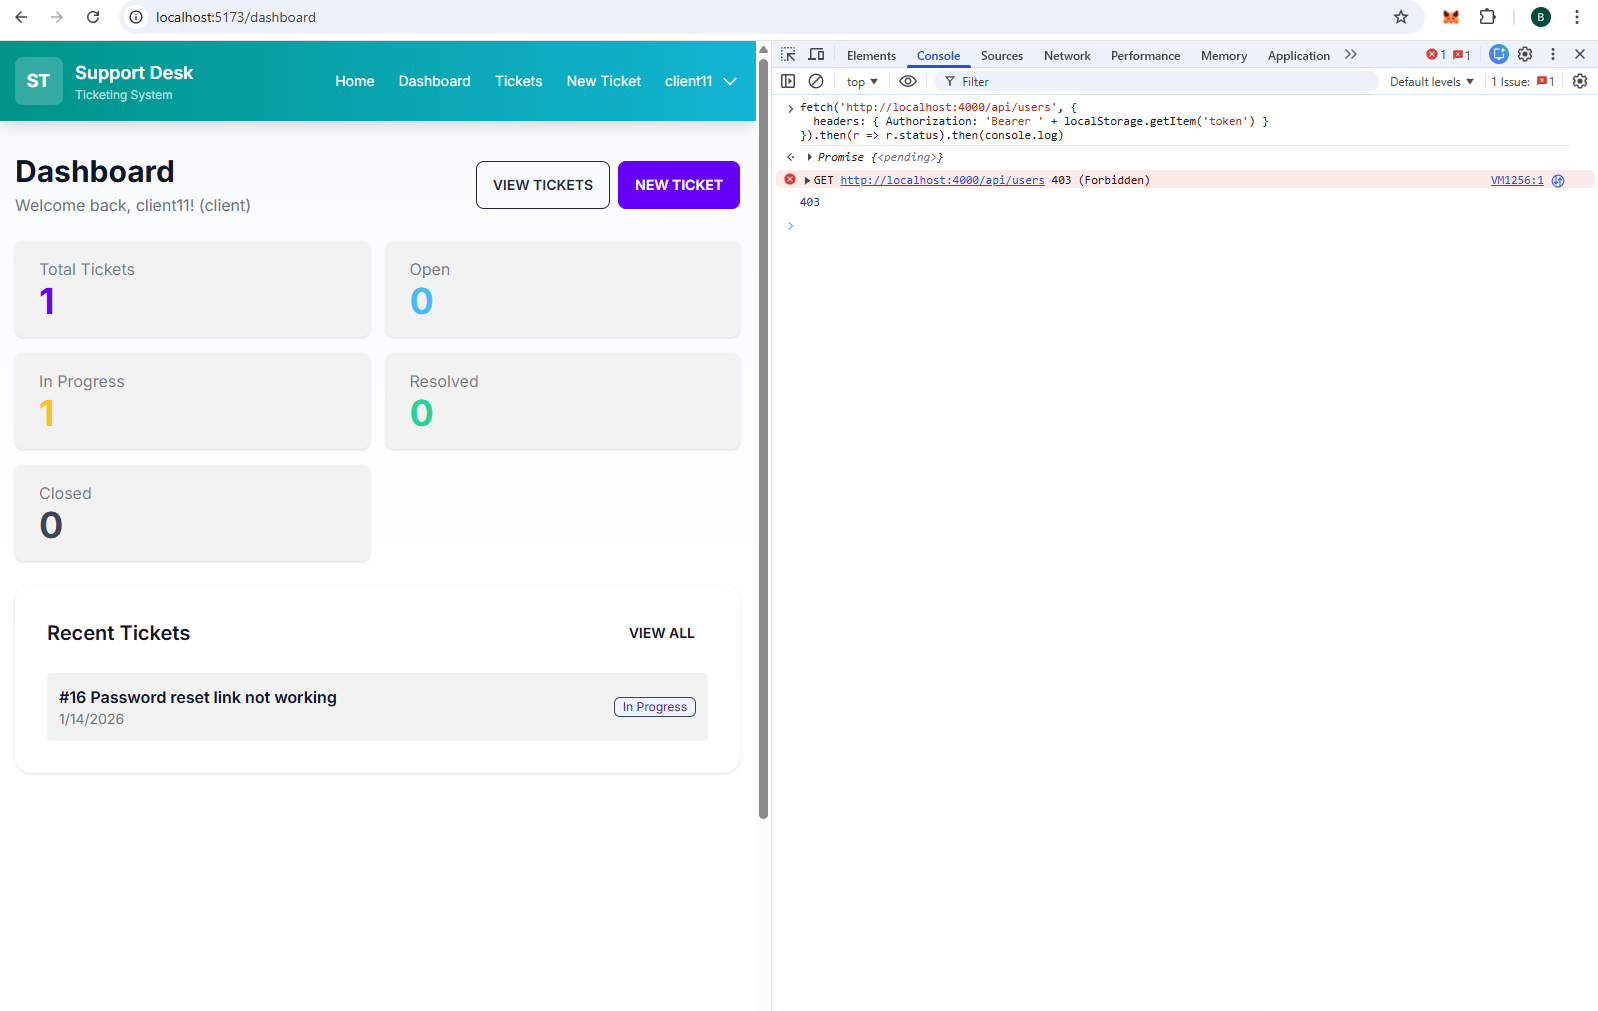 localhost:5173/dashboard
B
ST
Support Desk
Ticketing System
Home
Dashboard
Tickets
New Ticket
client11
Dashboard
Welcome back, client11! (client)
VIEW TICKETS
NEW TICKET
Total Tickets
1
Open
0
In Progress
1
Resolved
0
Closed
0
Recent Tickets
VIEW ALL
#16 Password reset link not working
1/14/2026
In Progress
Elements
Console
Sources
Network
Performance
Memory
Application
1
1
top
Filter
Default levels
1 Issue:
1
fetch('http://localhost:4000/api/users', {
headers: { Authorization: 'Bearer ' + localStorage.getItem('token') }
}).then(r => r.status).then(console.log)
Promise {<pending>}
GET http://localhost:4000/api/users 403 (Forbidden)
VM1256:1
403